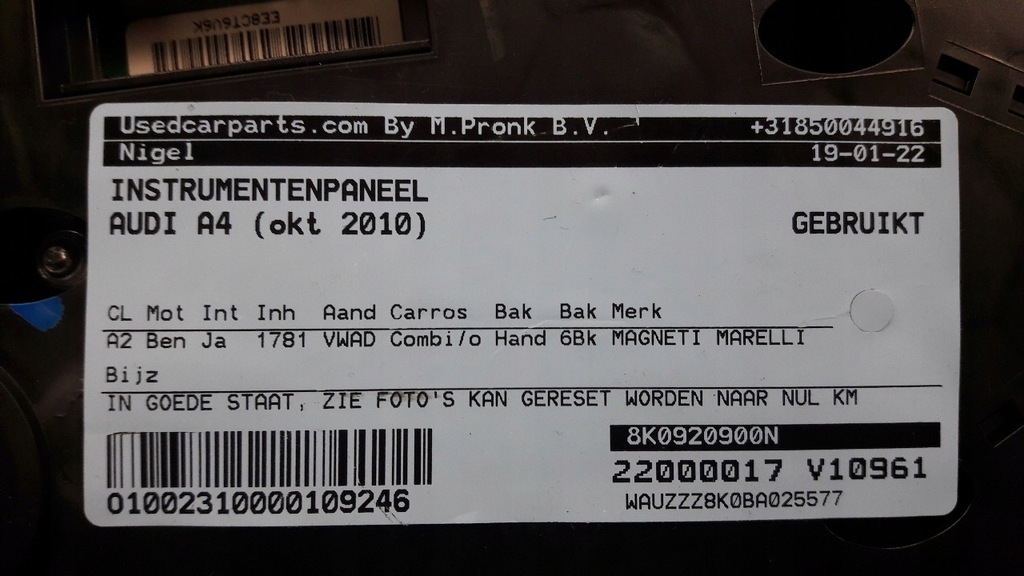 EE8CT6V6K
Usedcarparts.com By M.Pronk B.V. +31850044916
Nigel 19-01-22
INSTRUMENTENPANEEL
AUDI A4 (okt 2010) GEBRUIKT
CL Mot Int Inh Aand Carros Bak Bak Merk
A2 Ben Ja 1781 VWAD Combi/o Hand 6Bk MAGNETI MARELLI
Bijz
IN GOEDE STAAT, ZIE FOTO'S KAN GERESET WORDEN NAAR NUL KM
8K0920900N
01002310000109246 22000017 V10961
WAUZZZ8K0BA025577